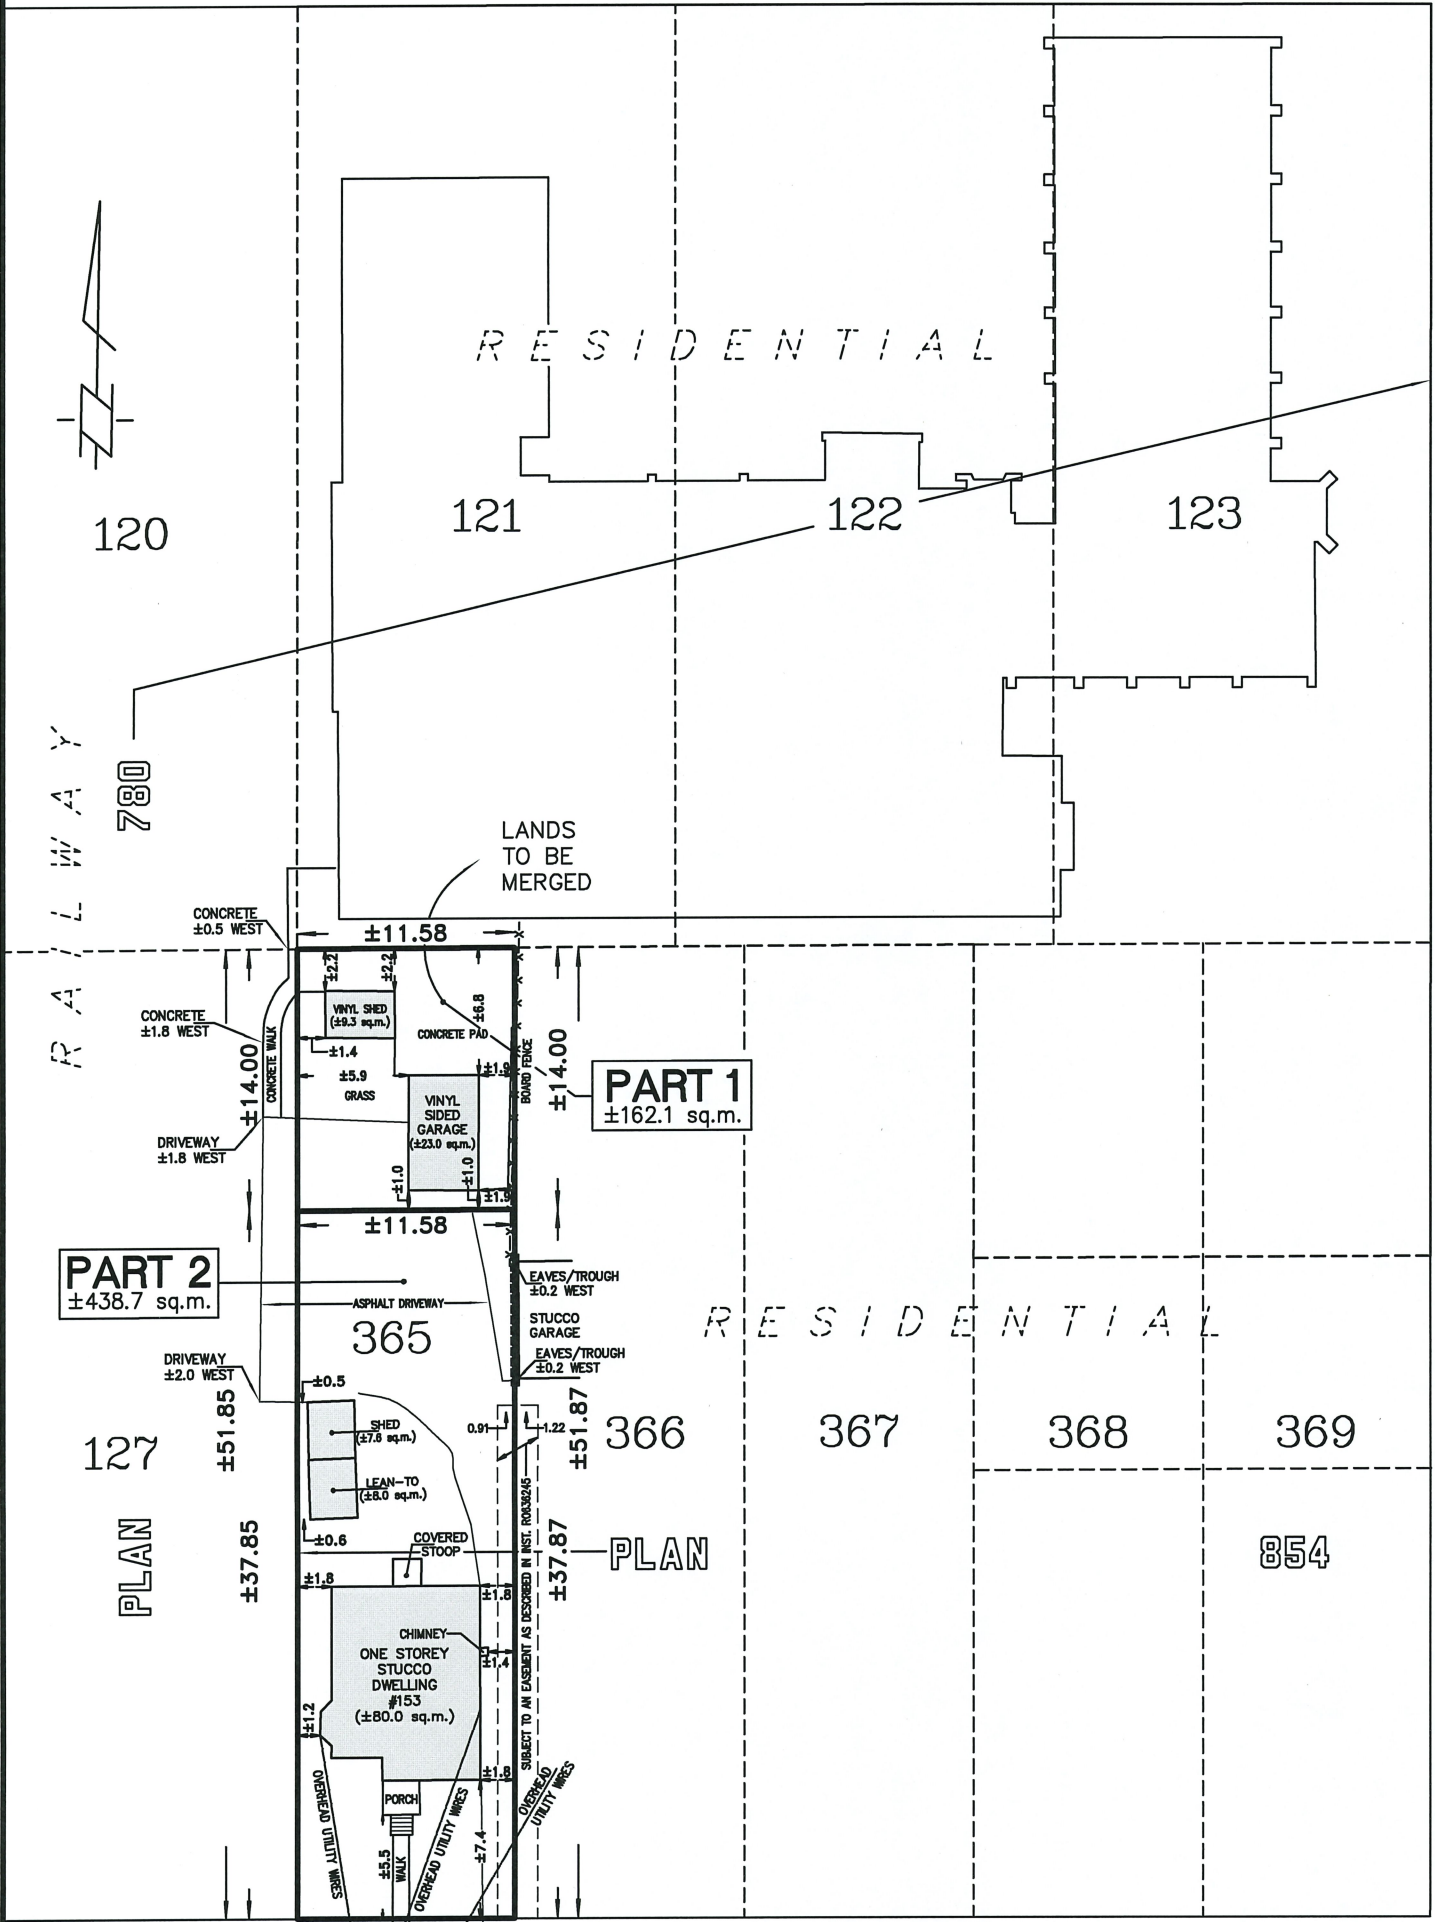 RESIDENTIAL
120
121
122
123
RAILWAY
780
LANDS
TO BE
MERGED
CONCRETE
±0.5 WEST
±11.58
±2.2
±2.2
±6.8
VINYL SHED
(±9.3 sq.m.)
CONCRETE PAD
CONCRETE
±1.8 WEST
CONCRETE WALK
±14.00
±1.4
±5.9
GRASS
±1.9
BOARD FENCE
±14.00
PART 1
±162.1 sq.m.
VINYL
SIDED
GARAGE
(±23.0 sq.m.)
DRIVEWAY
±1.8 WEST
±1.0
±1.0
±1.9
±11.58
PART 2
±438.7 sq.m.
EAVES/TROUGH
±0.2 WEST
ASPHALT DRIVEWAY
STUCCO
GARAGE
365
RESIDENTIAL
EAVES/TROUGH
±0.2 WEST
DRIVEWAY
±2.0 WEST
±0.5
±51.85
SHED
(±7.6 sq.m.)
0.91
1.22
±51.87
366
367
368
369
127
LEAN-TO
(±8.0 sq.m.)
±0.6
COVERED
STOOP
PLAN
±37.85
±37.87
PLAN
854
SUBJECT TO AN EASEMENT AS DESCRIBED IN INST. RO636245
±1.8
±1.8
CHIMNEY
±1.4
ONE STOREY
STUCCO
DWELLING
#153
(±80.0 sq.m.)
±1.2
±1.8
OVERHEAD UTILITY WIRES
PORCH
OVERHEAD UTILITY WIRES
OVERHEAD
UTILITY WIRES
±5.5
WALK
±7.4